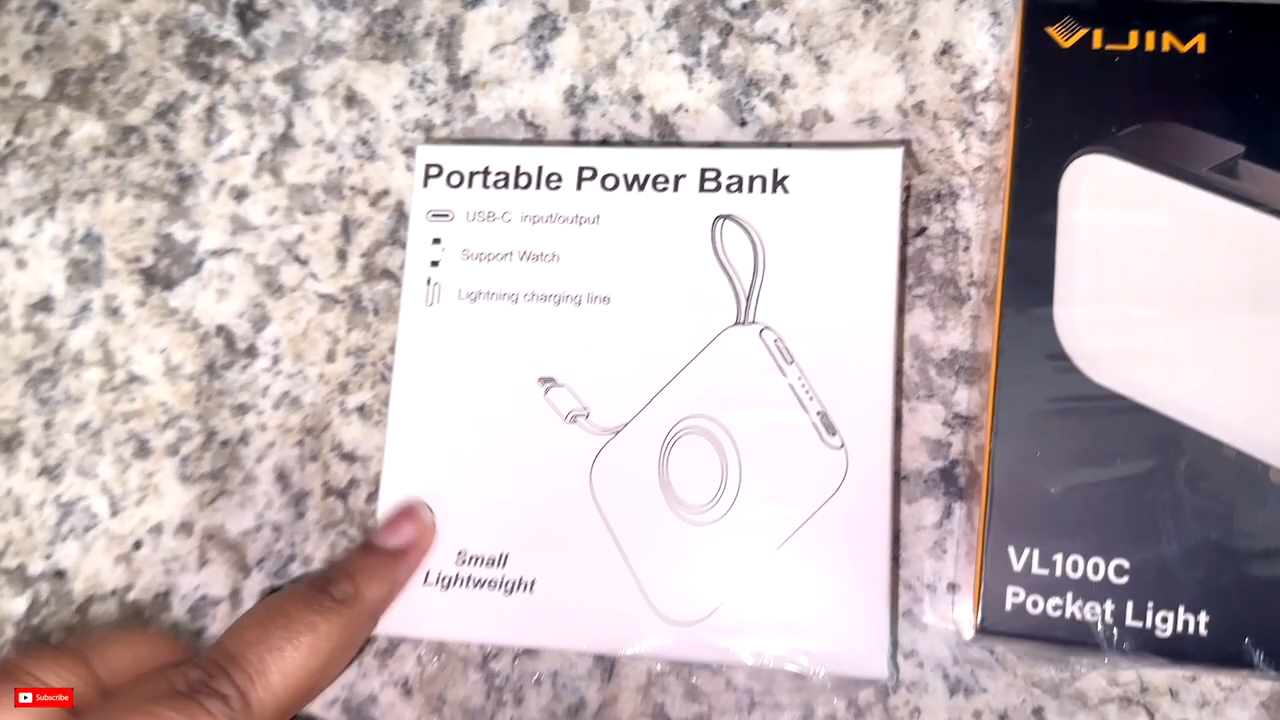 Portable Power Bank
USB-C input/output
Support Watch
Lightning charging line
Small
Lightweight
VIJIM
VL100C
Pocket Light
Subscribe